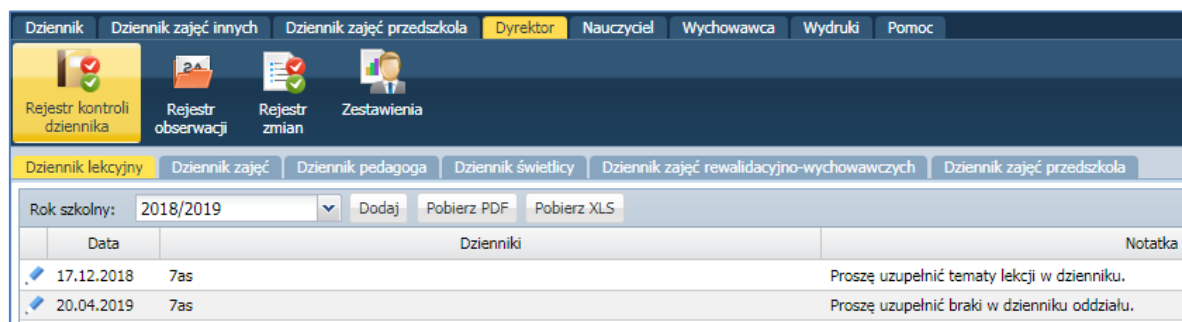 Dziennik Dziennik zajęć innych Dziennik zajęć przedszkola Dyrektor Nauczyciel Wychowawca Wydruki Pomoc
Rejestr kontroli dziennika Rejestr obserwacji Rejestr zmian Zestawienia
Dziennik lekcyjny Dziennik zajęć Dziennik pedagoga Dziennik świetlicy Dziennik zajęć rewalidacyjno-wychowawczych Dziennik zajęć przedszkola
Rok szkolny: 2018/2019 Dodaj Pobierz PDF Pobierz XLS
Data Dzienniki Notatka
17.12.2018 7as Proszę uzupełnić tematy lekcji w dzienniku.
20.04.2019 7as Proszę uzupełnić braki w dzienniku oddziału.